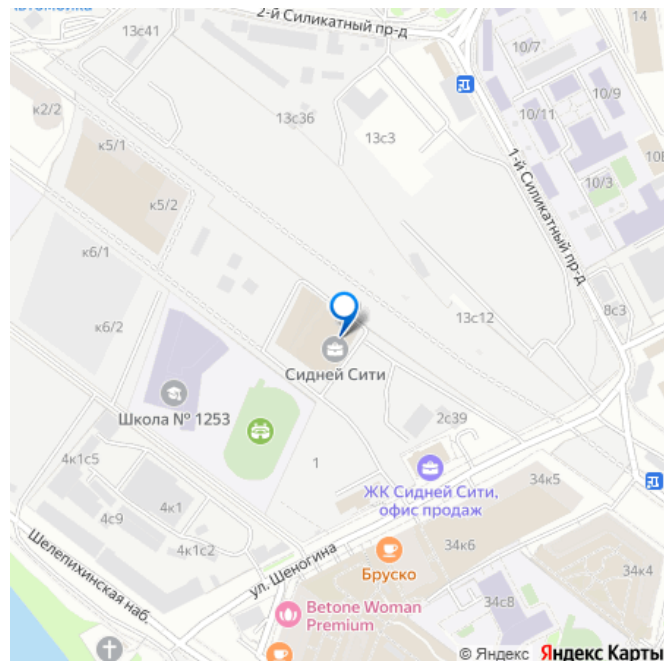 Автомойка
2-й Силикатный пр-д
14
13с41
10/7
10/9
к2/2
13с36
10/11
13с3
к5/1
10/3
к5/2
1-й Силикатный пр-д
к6/1
13с12
8с3
к6/2
Сидней Сити
Школа № 1253
2с39
4к1с5
1
ЖК Сидней Сити,
офис продаж
34к5
4к1
4с9
4к1с2
ул. Шеногина
34к6
Шелепихинская наб.
Бруско
34к4
Betone Woman
Premium
34с8
© Яндекс Яндекс Карты